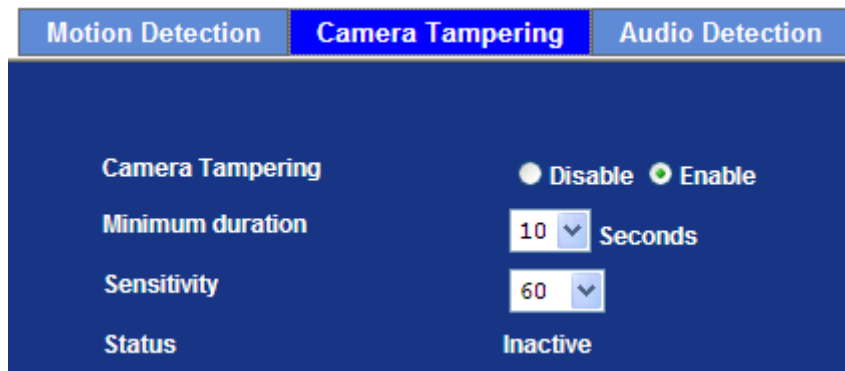 Motion Detection Camera Tampering Audio Detection
Camera Tampering Disable Enable
Minimum duration 10 Seconds
Sensitivity 60
Status Inactive